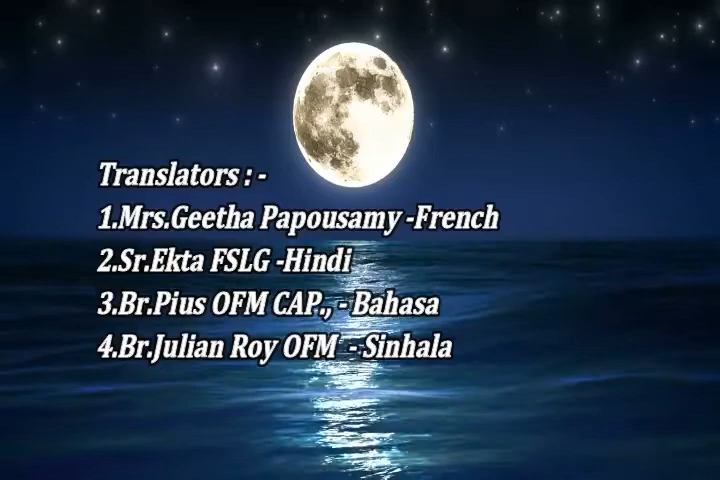 Translators : -
1.Mrs.Geetha Papousamy -French
2.Sr.Ekta FSLG -Hindi
3.Br.Pius OFM CAP., - Bahasa
4.Br.Julian Roy OFM - Sinhala